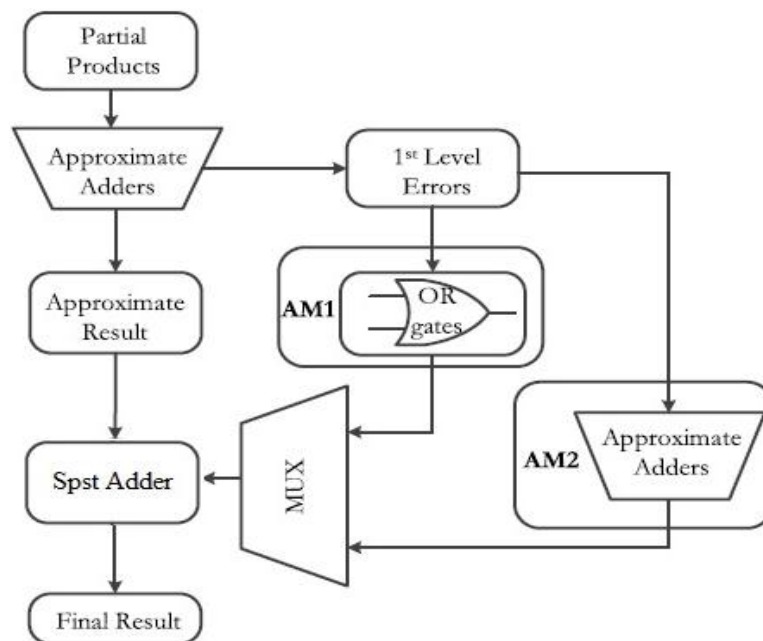 Partial
Products
Approximate
Adders
1st Level
Errors
Approximate
Result
AM1
OR
gates
AM2
Approximate
Adders
MUX
Spst Adder
Final Result